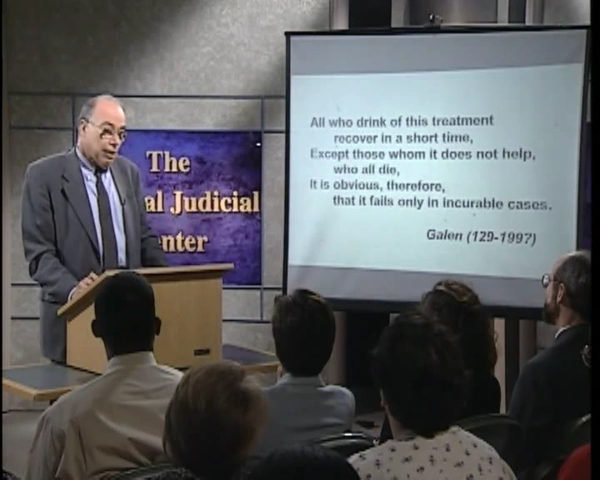 The
al Judicial
nter
All who drink of this treatment
recover in a short time,
Except those whom it does not help,
who all die,
It is obvious, therefore,
that it fails only in incurable cases.
Galen (129-199?)